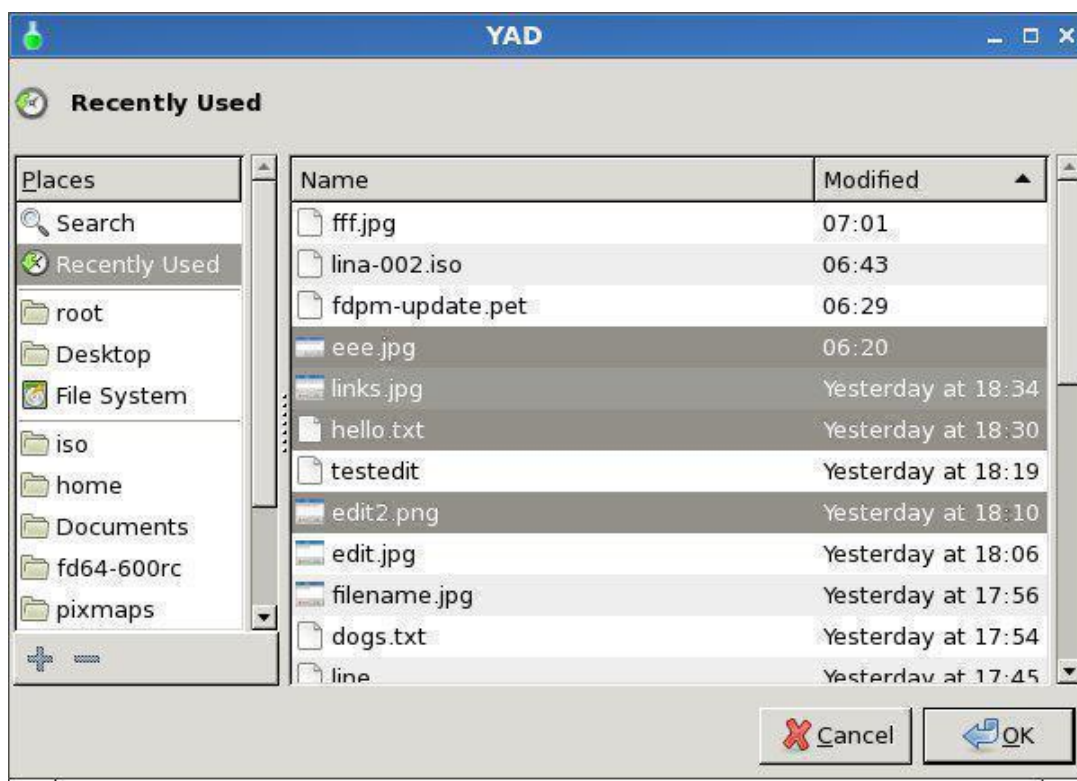 YAD
Recently Used
Places
Search
Recently Used
root
Desktop
File System
iso
home
Documents
fd64-600rc
pixmaps
Name Modified
fff.jpg 07:01
lina-002.iso 06:43
fdpm-update.pet 06:29
eee.jpg 06:20
links.jpg Yesterday at 18:34
hello.txt Yesterday at 18:30
testedit Yesterday at 18:19
edit2.png Yesterday at 18:10
edit.jpg Yesterday at 18:06
filename.jpg Yesterday at 17:56
dogs.txt Yesterday at 17:54
line Yesterday at 17:45
Cancel OK